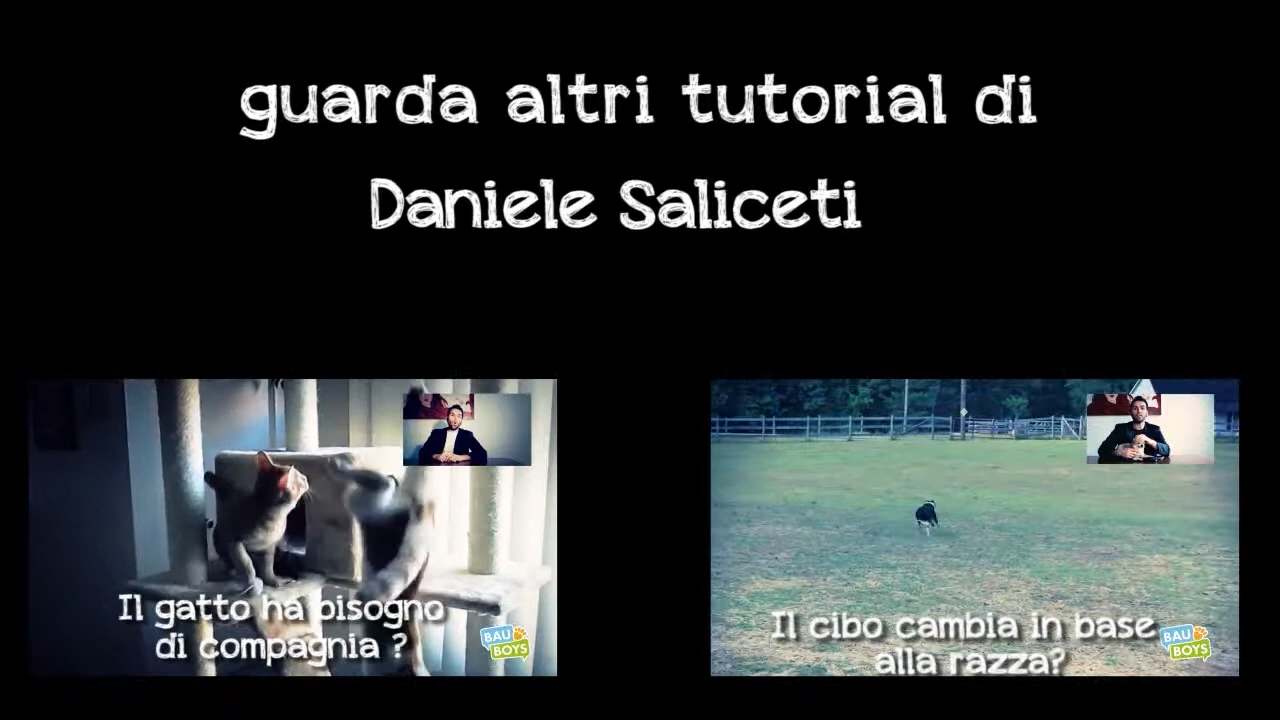 guarda altri tutorial di
Daniele Saliceti
Il gatto ha bisogno
di compagnia ?
BAU
BOYS
Il cibo cambia in base
alla razza?
BAU
BOYS